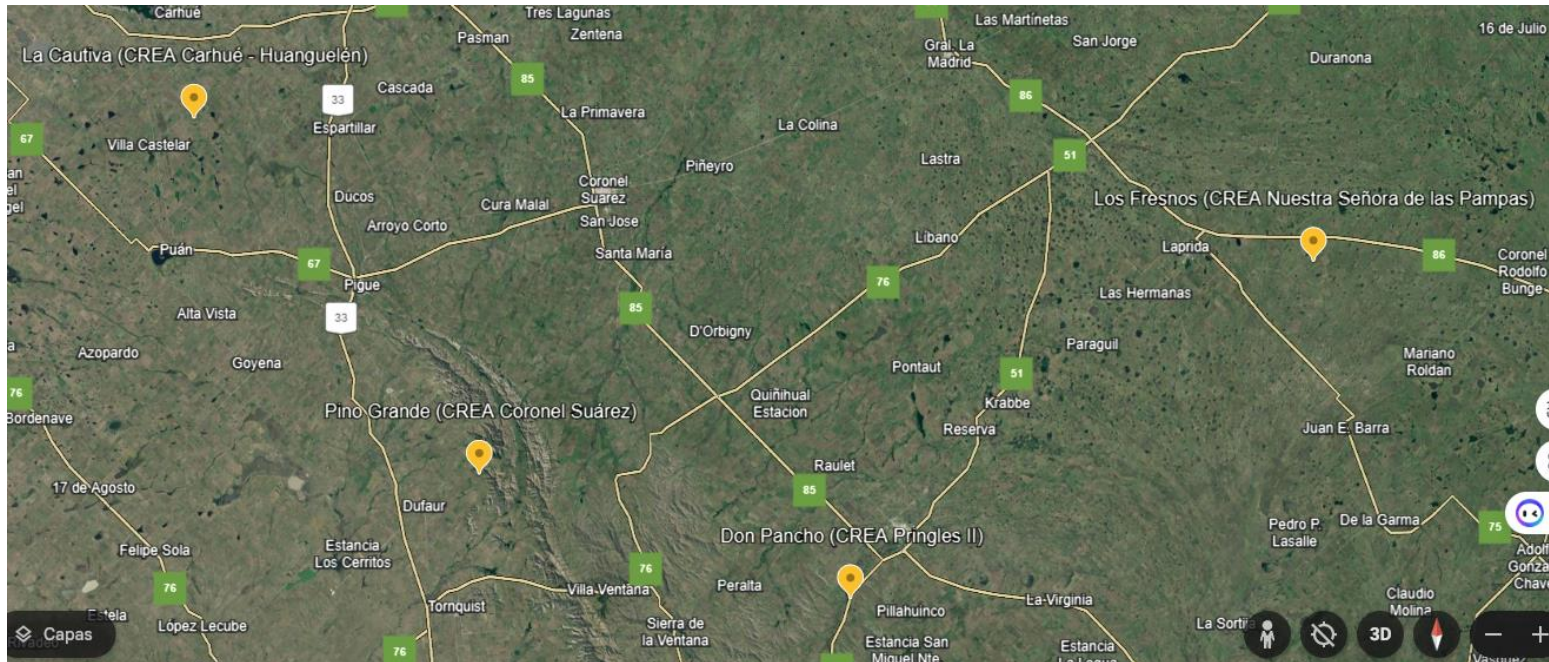 Carhué
Tres Lagunas
Zentena
Pasman
Las Martinetas
San Jorge
16 de Julio
Gral. La
Madrid
Duranona
La Cautiva (CREA Carhué - Huanguelén)
85
33
Cascada
86
La Primavera
Espartillar
La Colina
67
Villa Castelar
51
Lastra
Piñeyro
Coronel
Suárez
Ducos
Cura Malal
San Jose
Arroyo Corto
Los Fresnos (CREA Nuestra Señora de las Pampas)
Líbano
Laprida
Puán
Santa María
67
86
Coronel
Rodolfo
Bunge
Pigue
76
Las Hermanas
Alta Vista
33
85
D'Orbigny
Paraguil
Azopardo
Goyena
Mariano
Roldan
Pontaut
51
76
Bordenave
Quiñihual
Estacion
Krabbe
Pino Grande (CREA Coronel Suárez)
Reserva
Juan E. Barra
Raulet
17 de Agosto
85
Dufaur
Pedro P.
Lasalle
De la Garma
75
Don Pancho (CREA Pringles II)
Felipe Sola
Estancia
Los Cerritos
76
76
Villa Ventana
Peralta
La Virginia
Tornquist
Pillahuinco
Claudio
Molina
Estela
López Lecube
Sierra de
la Ventana
Capas
76
Estancia San
Miguel Nte
Estancia
3D